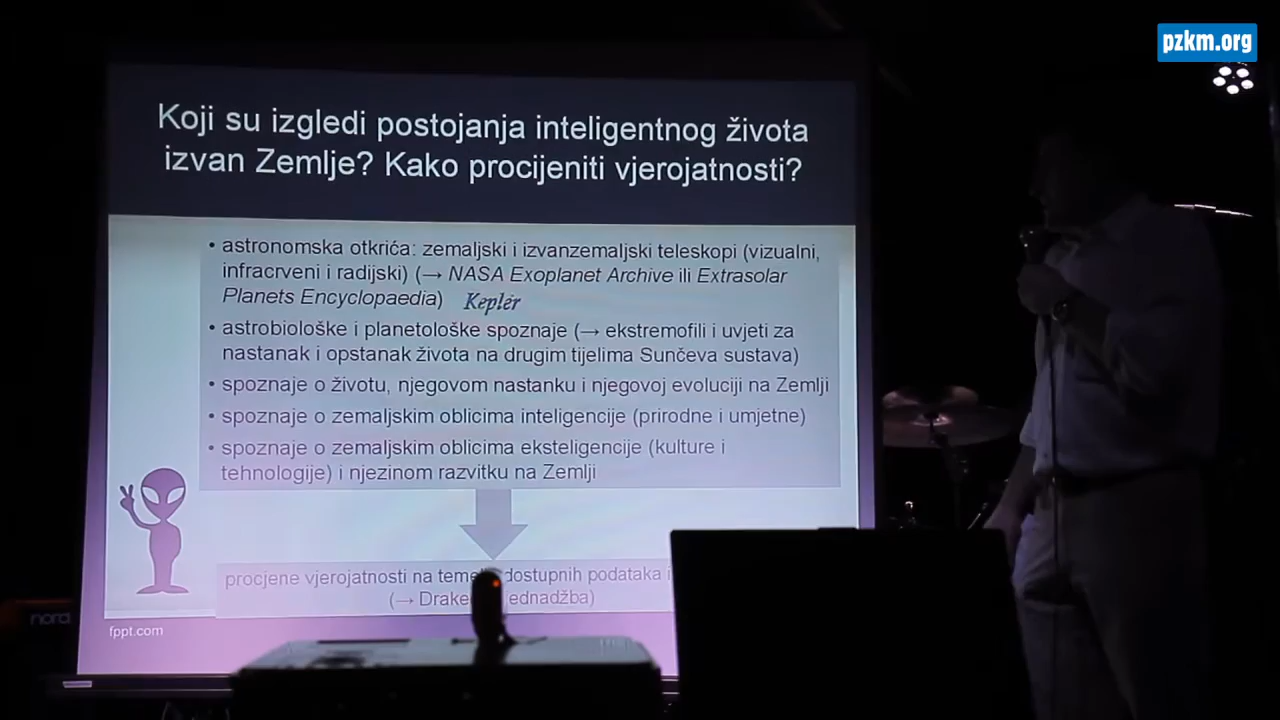 pzkm.org
Koji su izgledi postojanja inteligentnog života
izvan Zemlje? Kako procijeniti vjerojatnosti?
• astronomska otkrića: zemaljski i izvanzemaljski teleskopi (vizualni,
infracrveni i radijski) (→ NASA Exoplanet Archive ili Extrasolar
Planets Encyclopaedia) Kepler
• astrobiološke i planetološke spoznaje (→ ekstremofili i uvjeti za
nastanak i opstanak života na drugim tijelima Sunčeva sustava)
• spoznaje o životu, njegovom nastanku i njegovoj evoluciji na Zemlji
• spoznaje o zemaljskim oblicima inteligencije (prirodne i umjetne)
• spoznaje o zemaljskim oblicima eksteligencije (kulture i
tehnologije) i njezinom razvitku na Zemlji
procjene vjerojatnosti na dostupnih podataka i
(→
fppt.com
nord